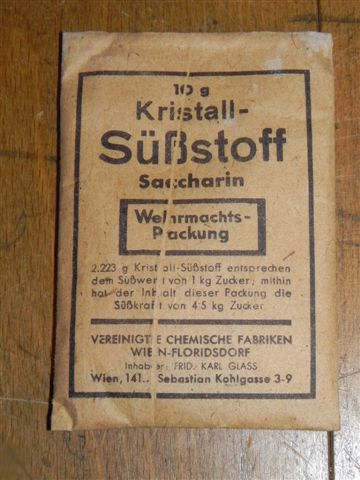 10 g
Kristall-
Süßstoff
Saccharin
Wehrmachts-
Packung
2.223 g Kristall-Süßstoff entsprechen
dem Süßwert von 1 kg Zucker; mithin
hat der Inhalt dieser Packung die
Süßkraft von 4·5 kg Zucker
VEREINIGTE CHEMISCHE FABRIKEN
WIEN-FLORIDSDORF
Inhaber: FRID. KARL GLASS
Wien, 141., Sebastian Kohlgasse 3-9